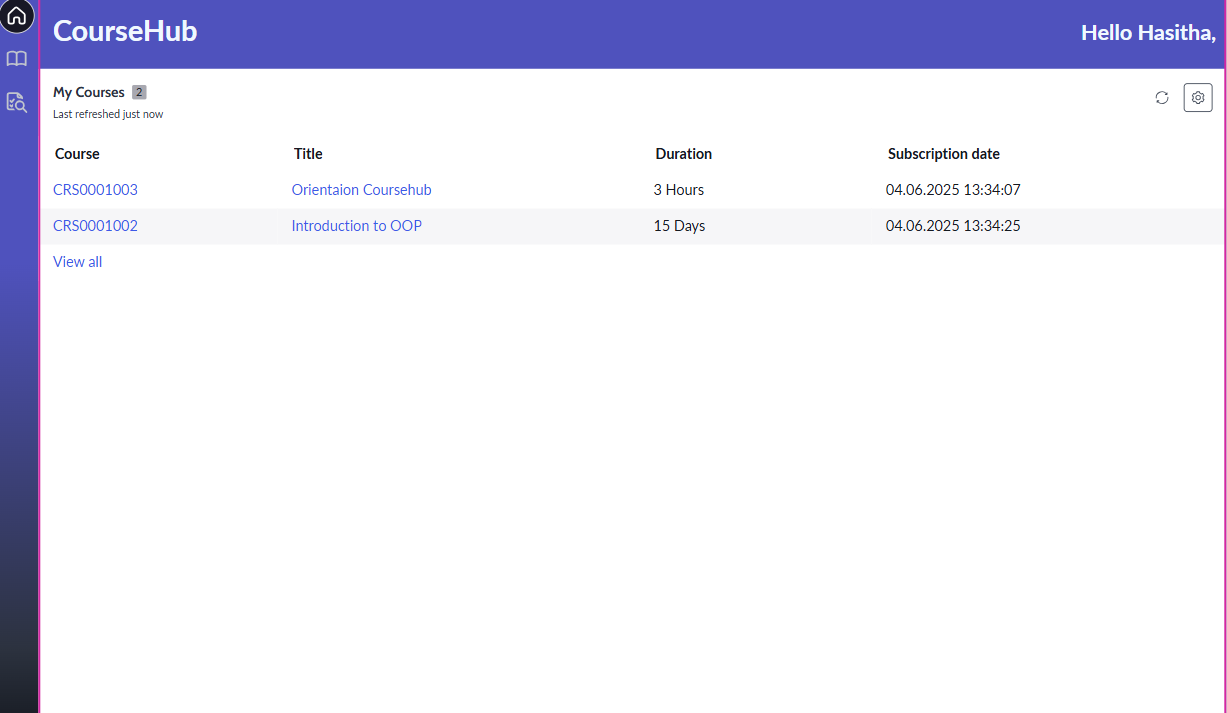 CourseHub
Hello Hasitha,
My Courses 2
Last refreshed just now
Course Title Duration Subscription date
CRS0001003 Orientaion Coursehub 3 Hours 04.06.2025 13:34:07
CRS0001002 Introduction to OOP 15 Days 04.06.2025 13:34:25
View all